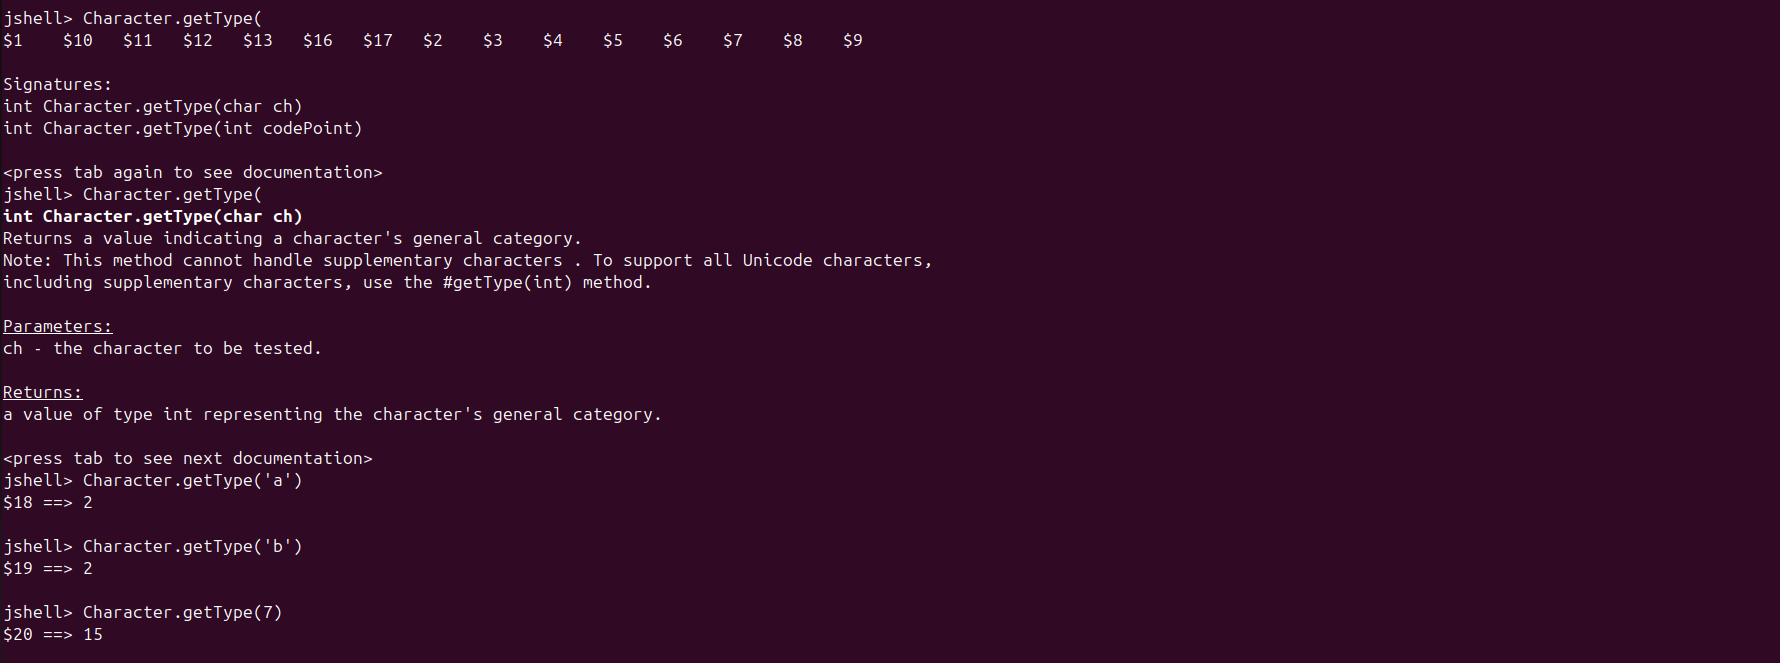 jshell> Character.getType(
$1    $10   $11   $12   $13   $16   $17   $2    $3    $4    $5    $6    $7    $8    $9
Signatures:
int Character.getType(char ch)
int Character.getType(int codePoint)
<press tab again to see documentation>
jshell> Character.getType(
int Character.getType(char ch)
Returns a value indicating a character's general category.
Note: This method cannot handle supplementary characters . To support all Unicode characters,
including supplementary characters, use the #getType(int) method.
Parameters:
ch - the character to be tested.
Returns:
a value of type int representing the character's general category.
<press tab to see next documentation>
jshell> Character.getType('a')
$18 ==> 2
jshell> Character.getType('b')
$19 ==> 2
jshell> Character.getType(7)
$20 ==> 15